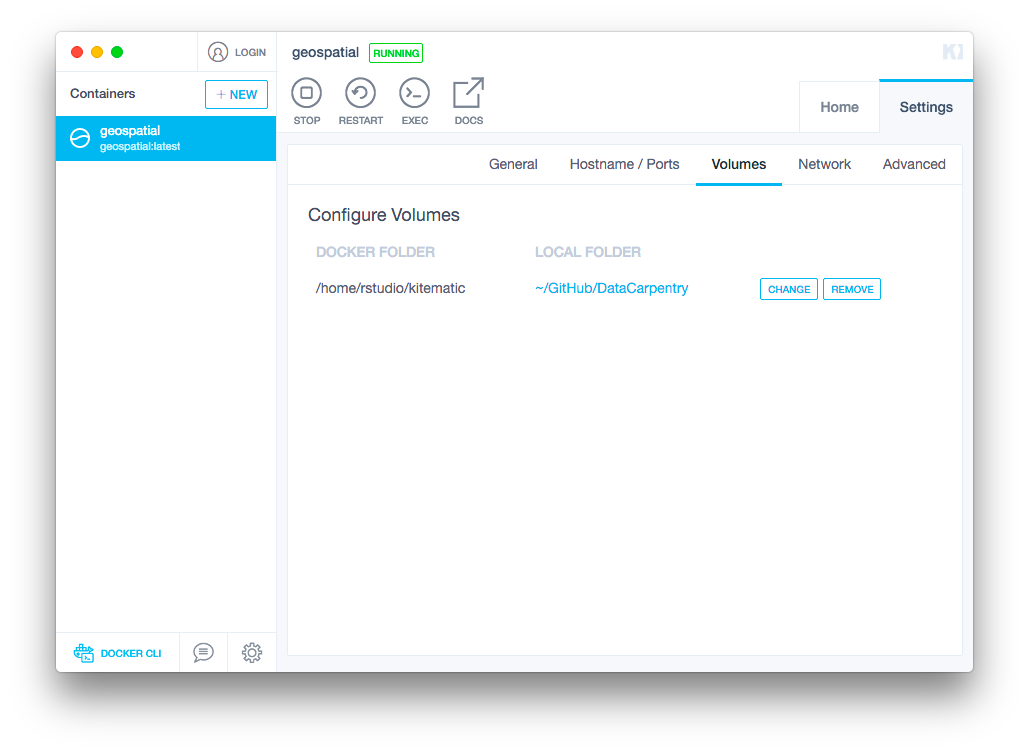 LOGIN
geospatial RUNNING
Containers
+ NEW
geospatial
geospatial:latest
STOP RESTART EXEC DOCS
Home Settings
General Hostname / Ports Volumes Network Advanced
Configure Volumes
DOCKER FOLDER LOCAL FOLDER
/home/rstudio/kitematic ~/GitHub/DataCarpentry CHANGE REMOVE
DOCKER CLI